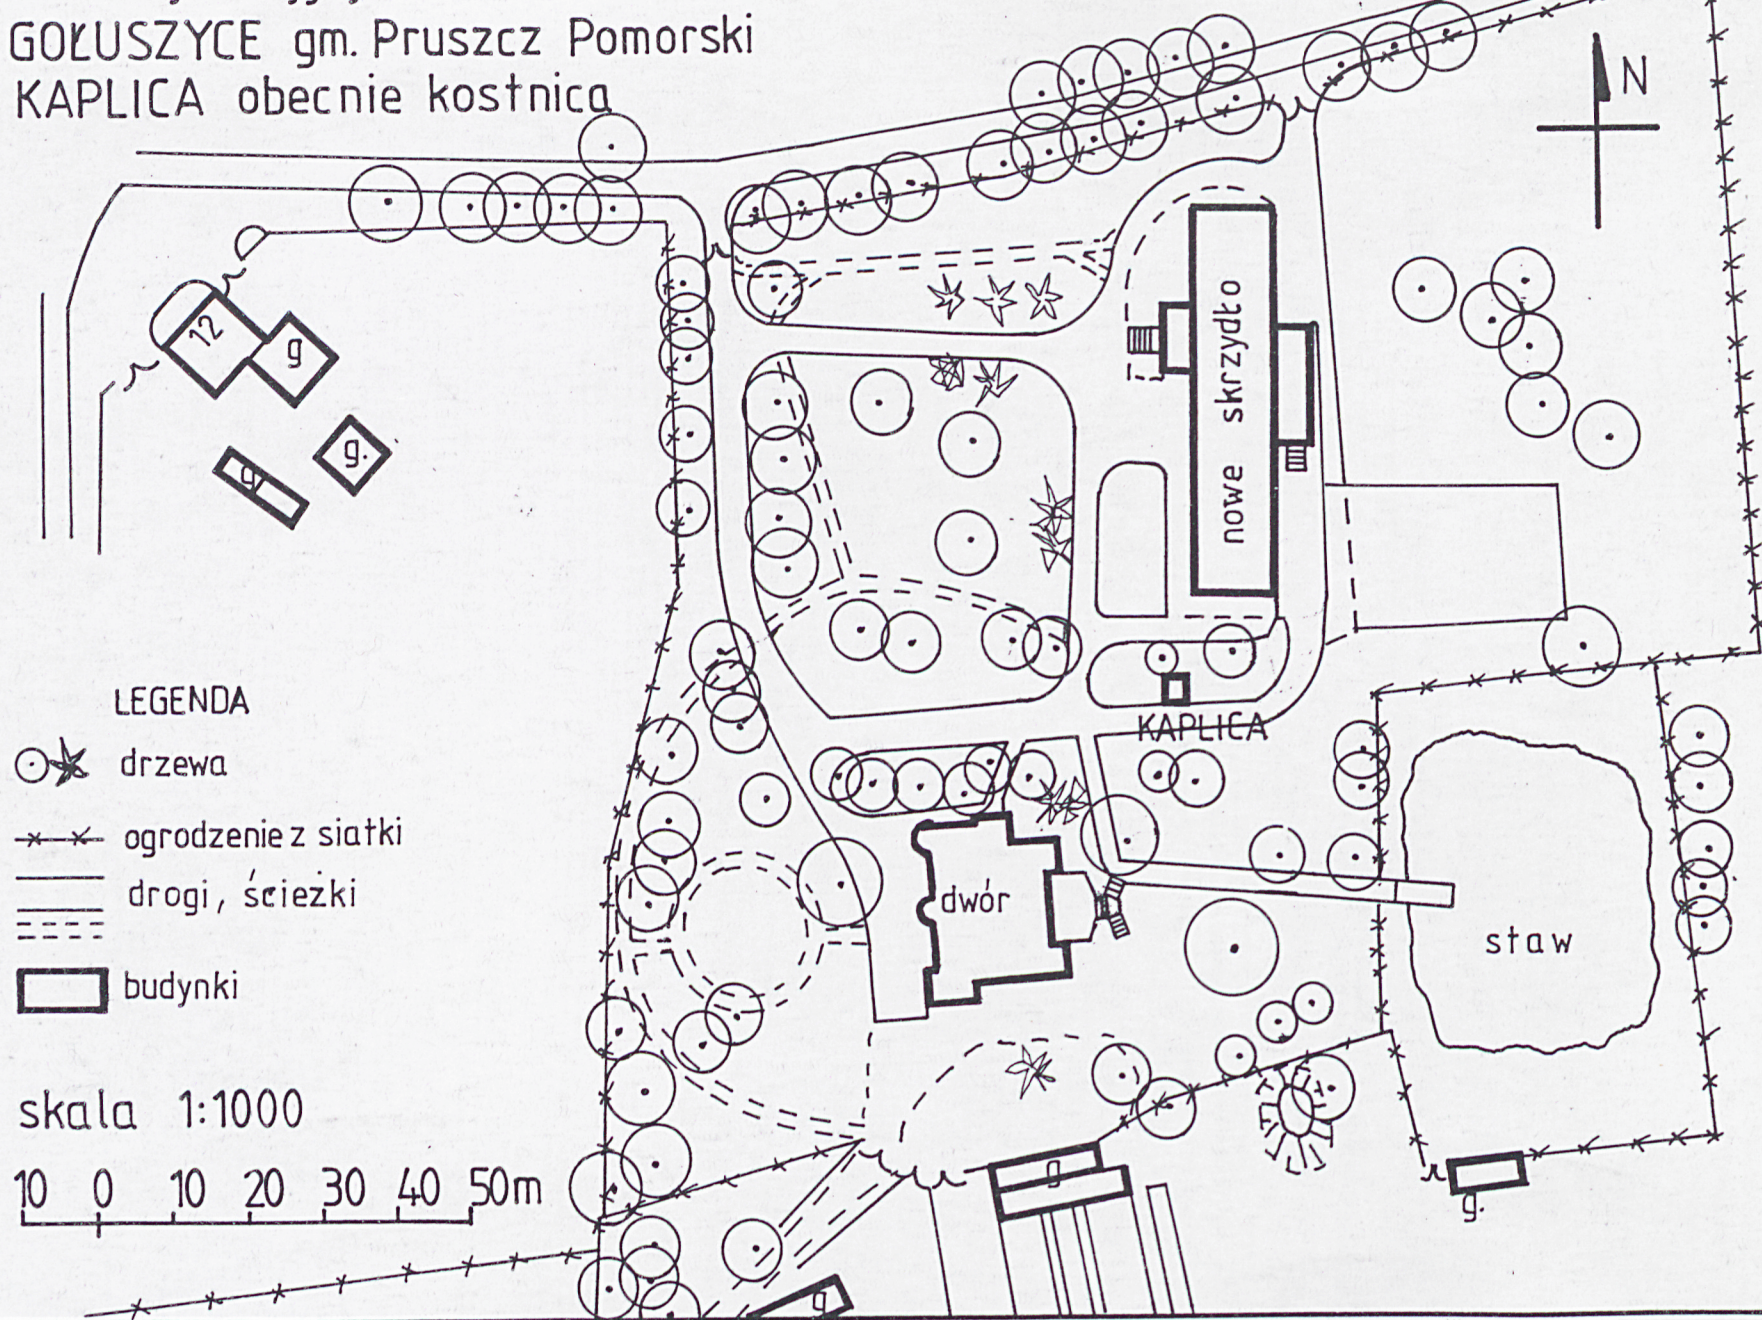 GOŁUSZYCE gm. Pruszcz Pomorski
KAPLICA obecnie kostnica
N
12
g
g.
g
nowe skrzydło
KAPLICA
LEGENDA
drzewa
ogrodzenie z siatki
drogi, ścieżki
budynki
dwór
staw
skala 1:1000
10 0 10 20 30 40 50m
g
g.
g